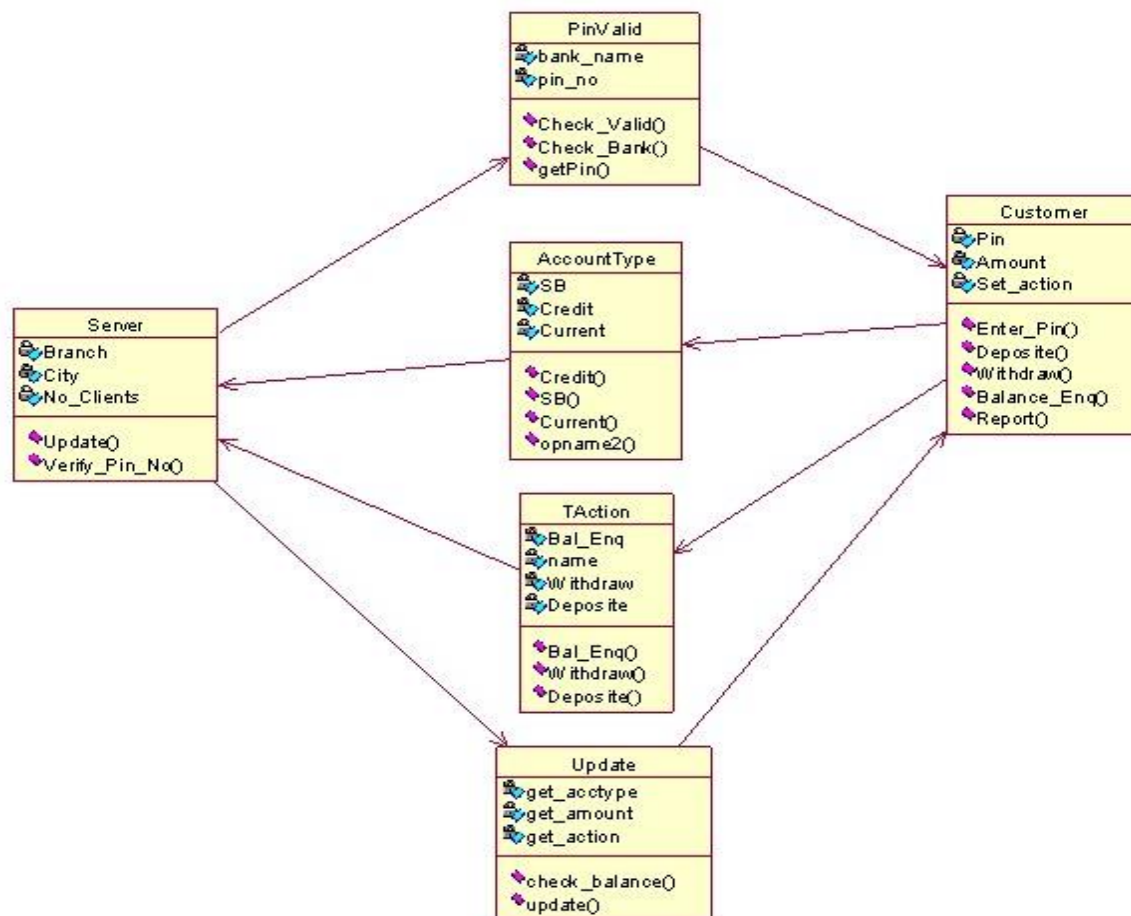 PinValid
bank_name
pin_no
Check_Valid()
Check_Bank()
getPin()
Customer
Pin
Amount
Set_action
Enter_Pin()
Deposite()
Withdraw()
Balance_Enq()
Report()
AccountType
SB
Credit
Current
Credit()
SB()
Current()
opname2()
Server
Branch
City
No_Clients
Update()
Verify_Pin_No()
TAction
Bal_Enq
name
Withdraw
Deposite
Bal_Enq()
Withdraw()
Deposite()
Update
get_acctype
get_amount
get_action
check_balance()
update()